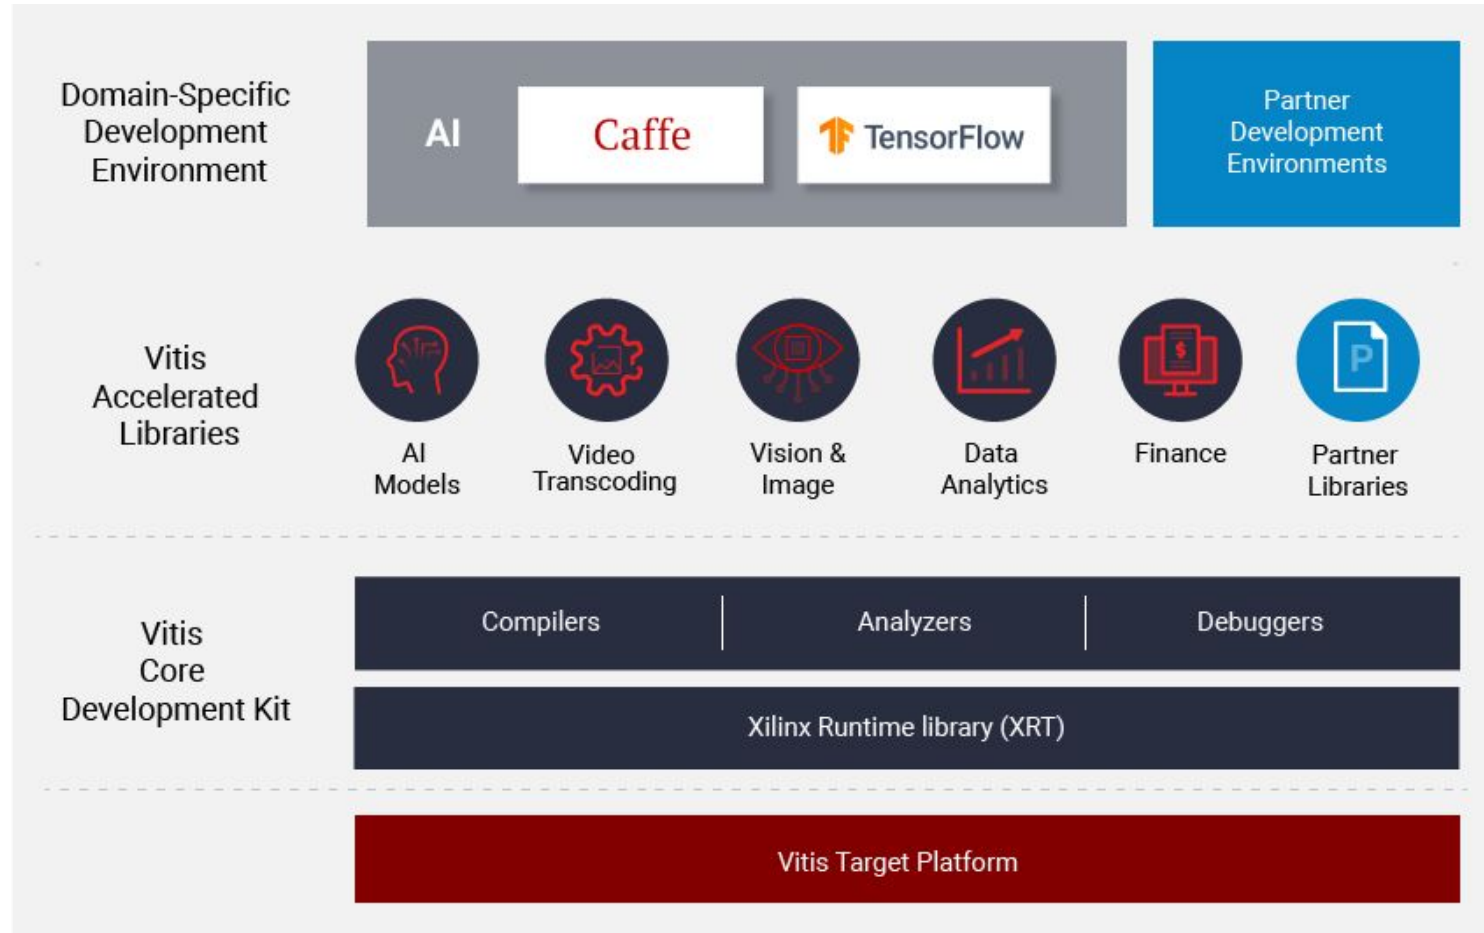 Domain-Specific
Development
Environment
AI
Caffe
TensorFlow
Partner
Development
Environments
Vitis
Accelerated
Libraries
$
P
AI
Models
Video
Transcoding
Vision &
Image
Data
Analytics
Finance
Partner
Libraries
Vitis
Core
Development Kit
Compilers
Analyzers
Debuggers
Xilinx Runtime library (XRT)
Vitis Target Platform